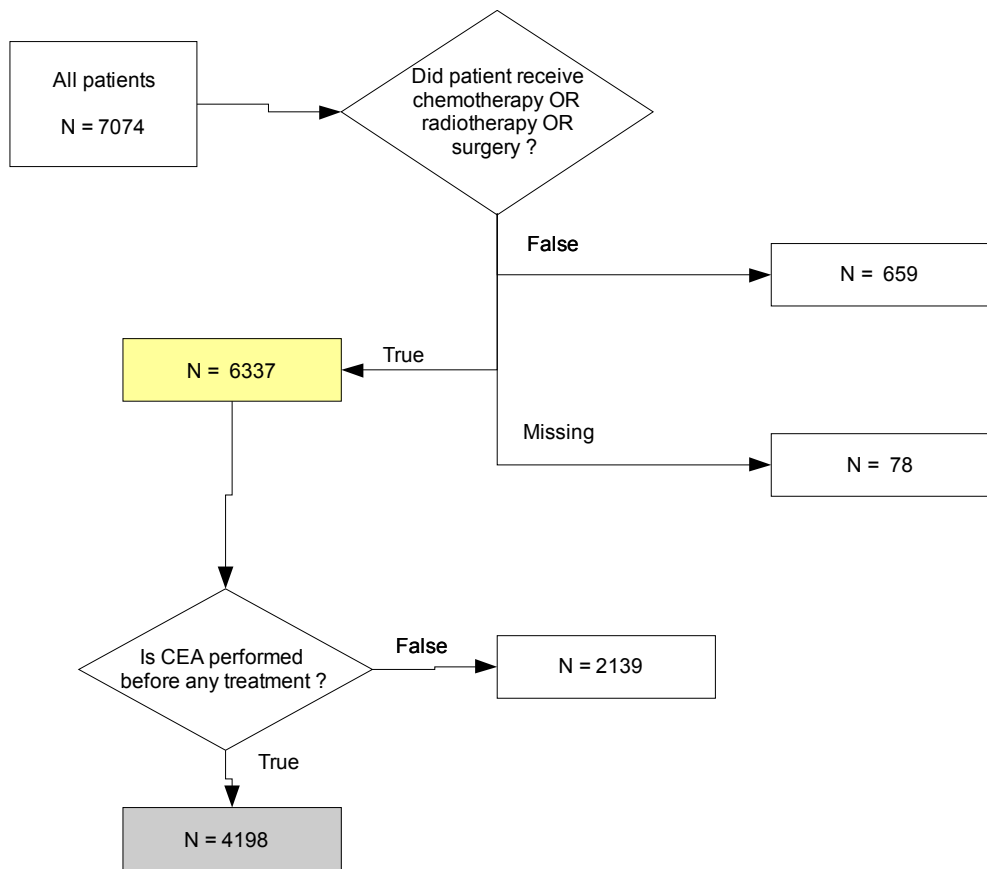 All patients
N = 7074
Did patient receive
chemotherapy OR
radiotherapy OR
surgery ?
False
N = 659
True
N = 6337
Missing
N = 78
Is CEA performed
before any treatment ?
False
N = 2139
True
N = 4198